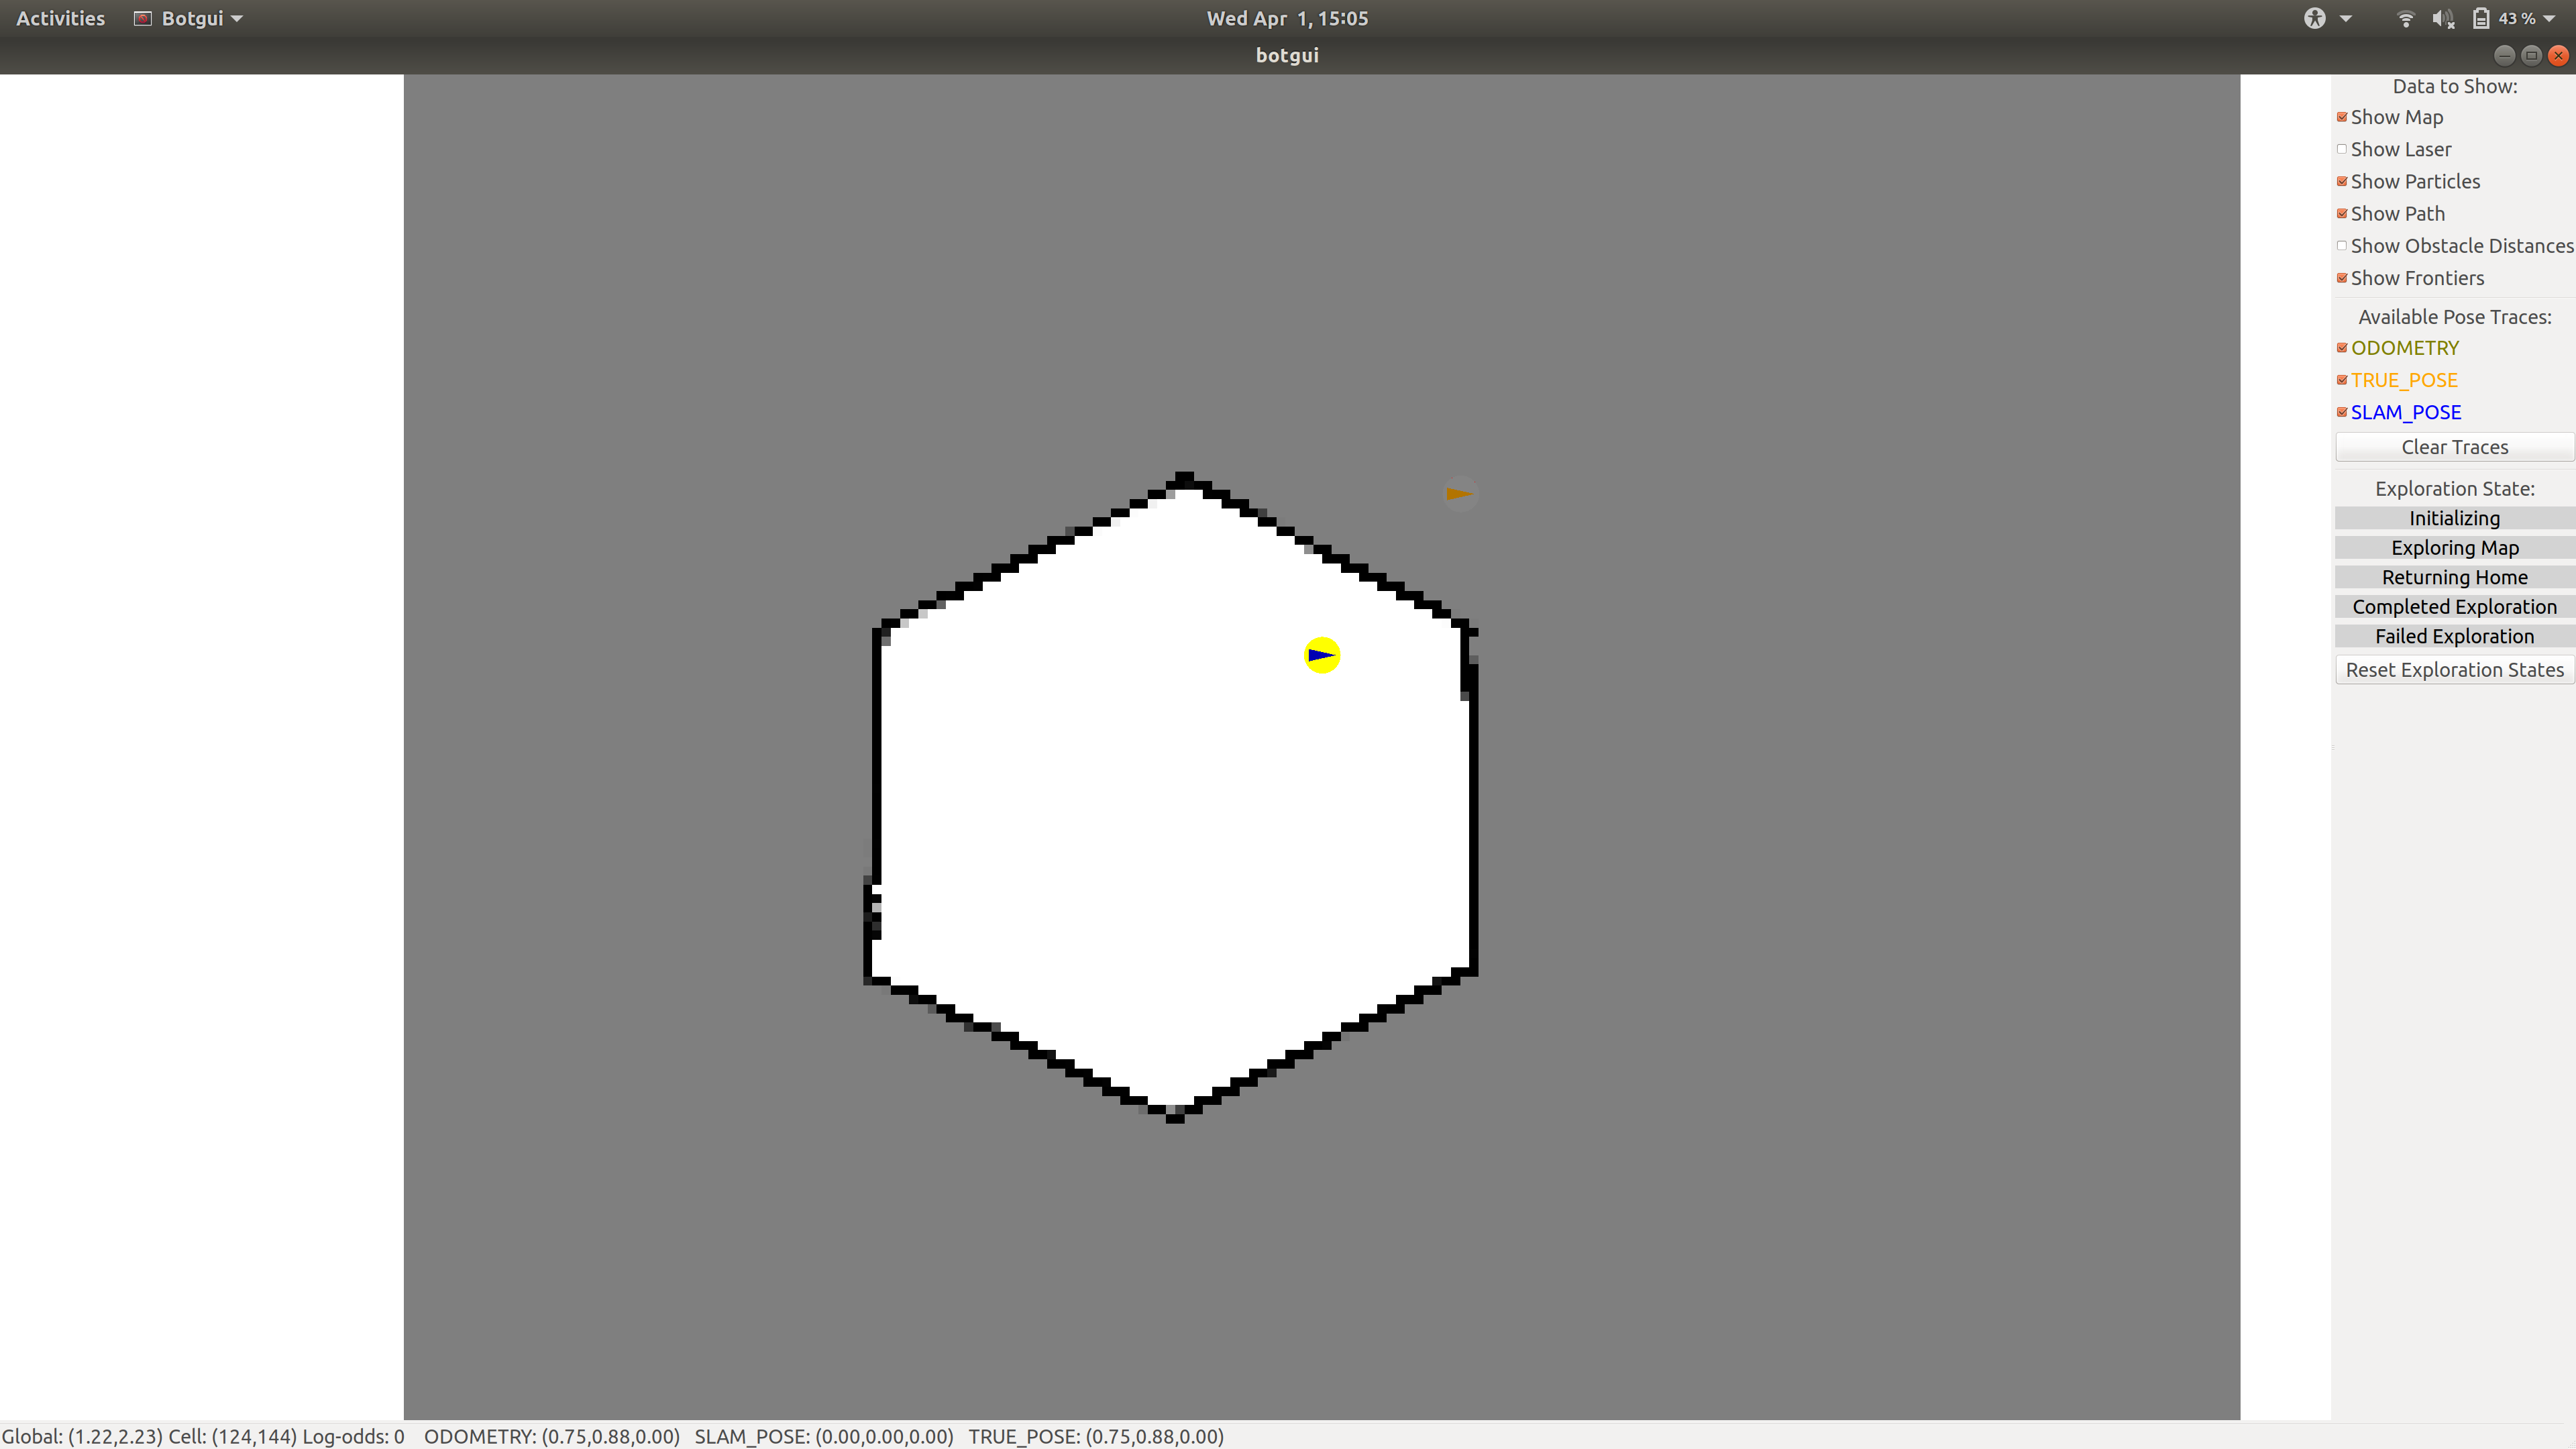 Activities Botgui Wed Apr 1, 15:05 43 %
botgui
Data to Show:
Show Map
Show Laser
Show Particles
Show Path
Show Obstacle Distances
Show Frontiers
Available Pose Traces:
ODOMETRY
TRUE_POSE
SLAM_POSE
Clear Traces
Exploration State:
Initializing
Exploring Map
Returning Home
Completed Exploration
Failed Exploration
Reset Exploration States
Global: (1.22,2.23) Cell: (124,144) Log-odds: 0 ODOMETRY: (0.75,0.88,0.00) SLAM_POSE: (0.00,0.00,0.00) TRUE_POSE: (0.75,0.88,0.00)